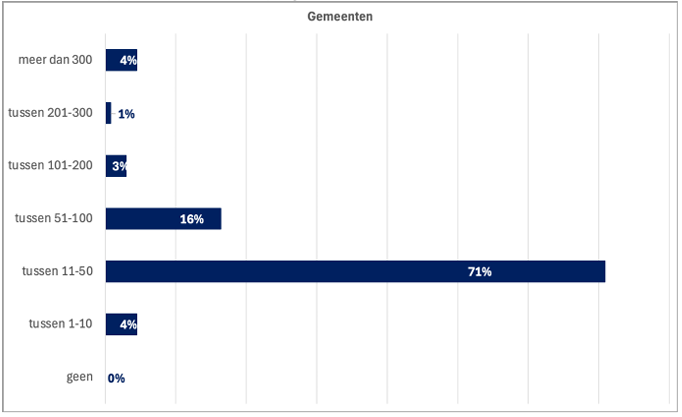 Gemeenten
meer dan 300 4%
tussen 201-300 1%
tussen 101-200 3%
tussen 51-100 16%
tussen 11-50 71%
tussen 1-10 4%
geen 0%